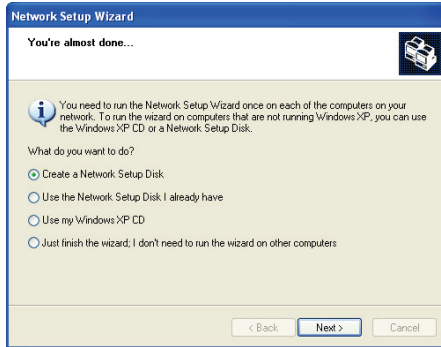 Network Setup Wizard
You're almost done...
You need to run the Network Setup Wizard once on each of the computers on your
network. To run the wizard on computers that are not running Windows XP, you can use
the Windows XP CD or a Network Setup Disk.
What do you want to do?
Create a Network Setup Disk
Use the Network Setup Disk I already have
Use my Windows XP CD
Just finish the wizard; I don't need to run the wizard on other computers
< Back
Next >
Cancel